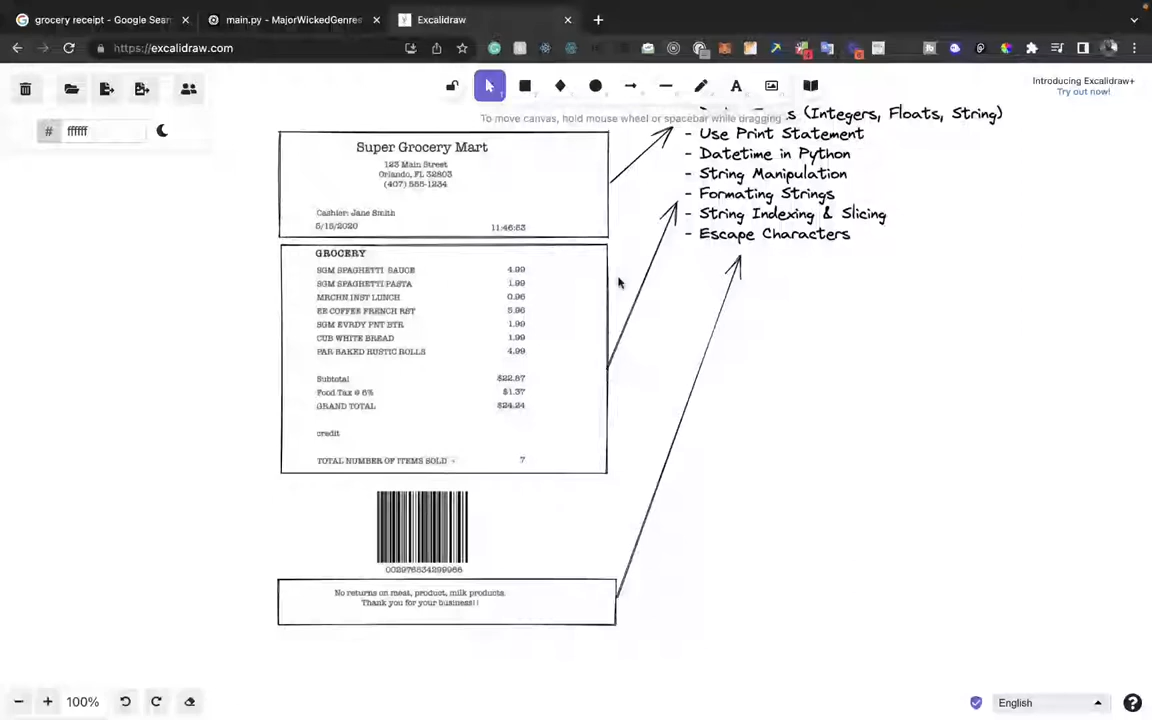 grocery receipt - Google Sear
main.py - MajorWickedGenres
Excalidraw
https://excalidraw.com
Introducing Excalidraw+
Try out now!
# ffffff
To move canvas, hold mouse wheel or spacebar while dragging
(Integers, Floats, String)
- Use Print Statement
- Datetime in Python
- String Manipulation
- Formating Strings
- String Indexing & Slicing
- Escape Characters
Super Grocery Mart
123 Main Street
Orlando, FL 32803
(407) 555-1234
Cashier: Jane Smith
5/15/2020 11:46:53
GROCERY
SGM SPAGHETTI SAUCE 4.99
SGM SPAGHETTI PASTA 1.99
MRCHN INST LUNCH 0.96
EE COFFEE FRENCH RST 5.96
SGM EVRDY PNT BTR 1.99
CUB WHITE BREAD 1.99
PAR BAKED RUSTIC ROLLS 4.99
Subtotal $22.87
Food Tax @ 6% $1.37
GRAND TOTAL $24.24
credit
TOTAL NUMBER OF ITEMS SOLD - 7
No returns on meat, product, milk products.
Thank you for your business!!
100%
English